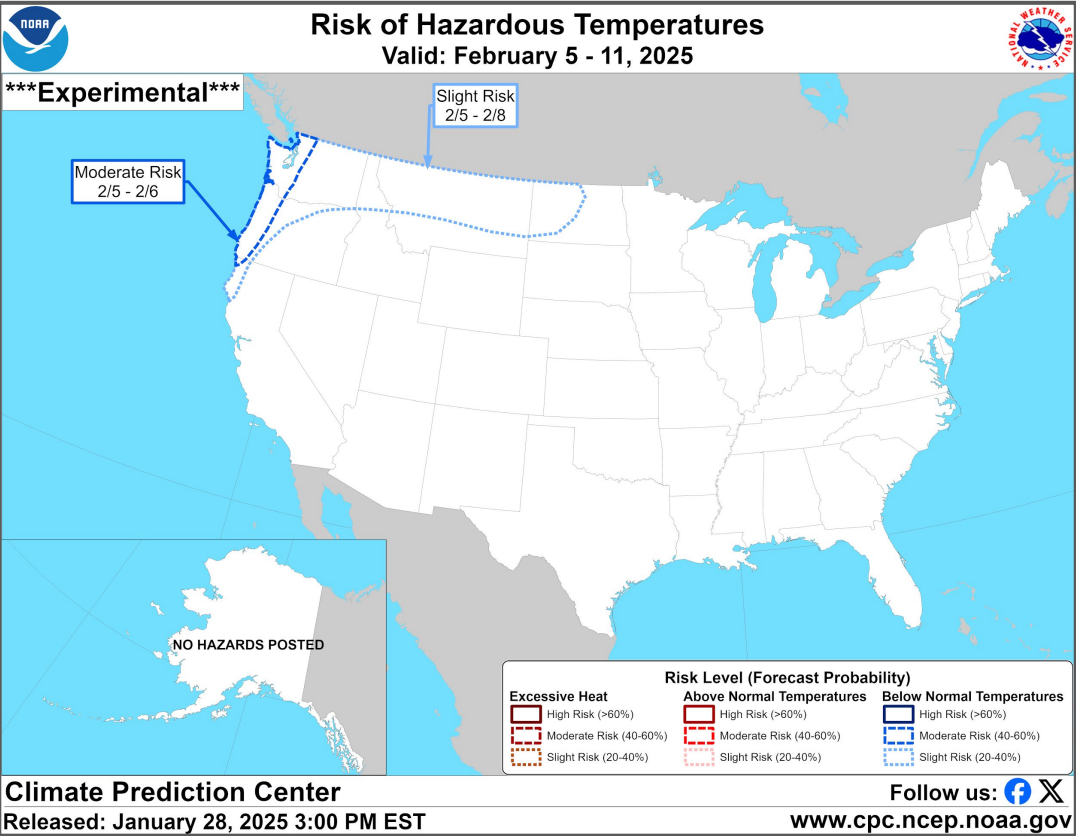 NOAA
Risk of Hazardous Temperatures
Valid: February 5 - 11, 2025
NATIONAL WEATHER SERVICE
***Experimental***
Slight Risk
2/5 - 2/8
Moderate Risk
2/5 - 2/6
NO HAZARDS POSTED
Risk Level (Forecast Probability)
Excessive Heat
High Risk (>60%)
Moderate Risk (40-60%)
Slight Risk (20-40%)
Above Normal Temperatures
High Risk (>60%)
Moderate Risk (40-60%)
Slight Risk (20-40%)
Below Normal Temperatures
High Risk (>60%)
Moderate Risk (40-60%)
Slight Risk (20-40%)
Climate Prediction Center
Follow us:
Released: January 28, 2025 3:00 PM EST
www.cpc.ncep.noaa.gov